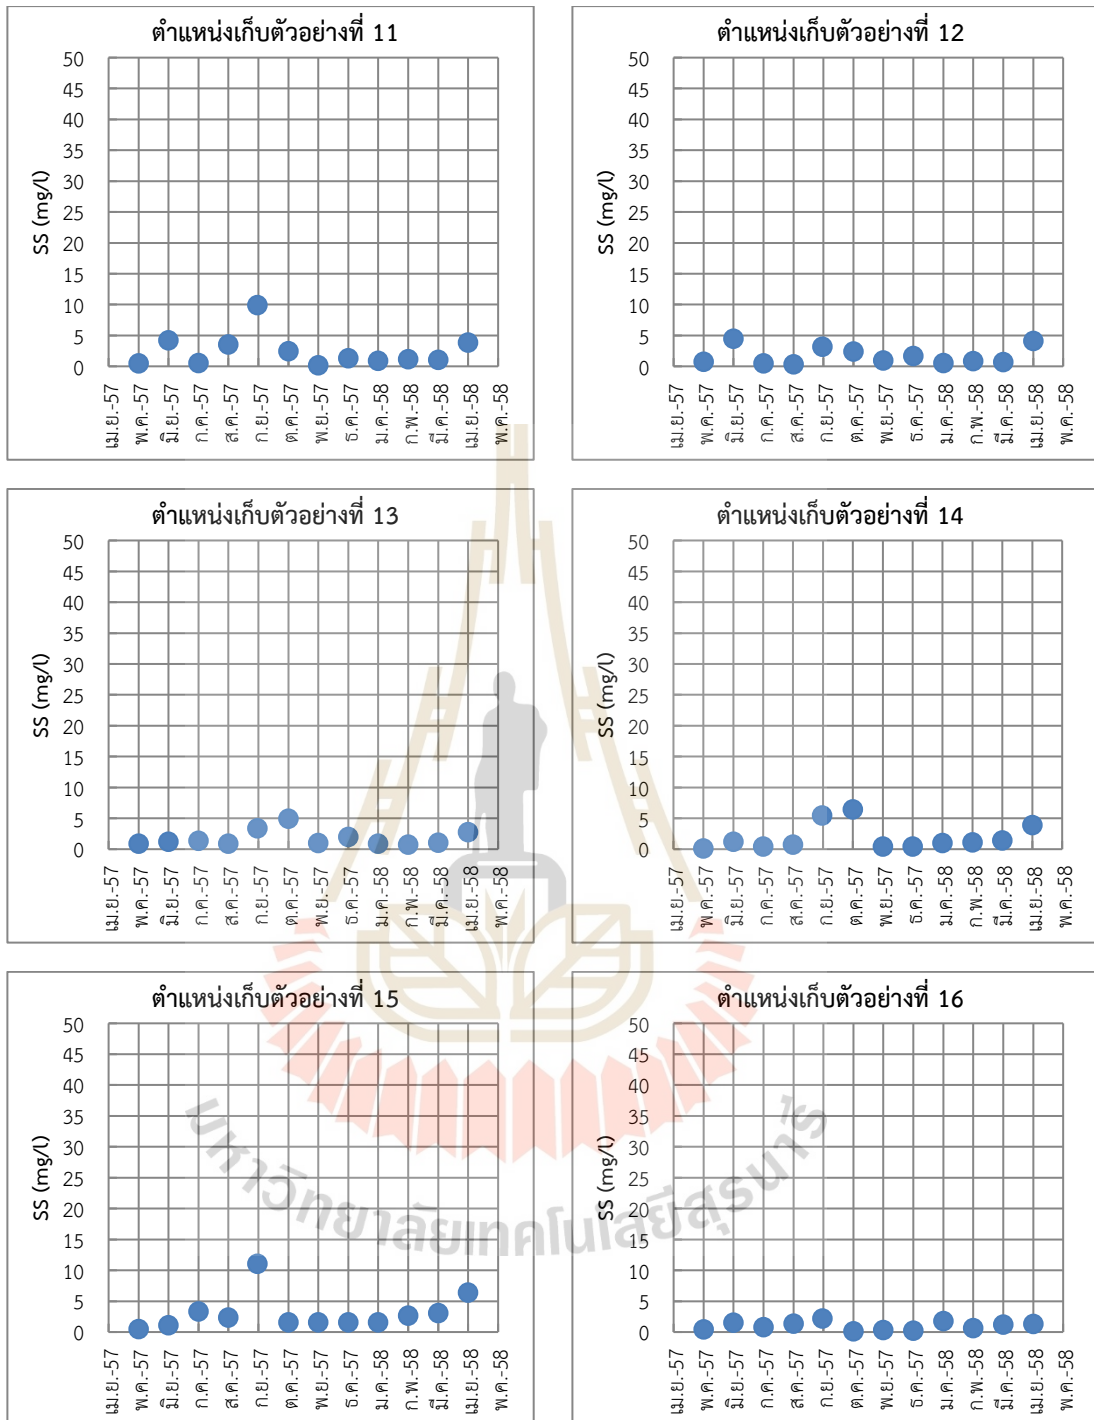 ตำแหน่งเก็บตัวอย่างที่ 11
50
45
40
35
30
25
20
15
10
5
0
SS (mg/l)
เม.ย.-57
พ.ค.-57
มิ.ย.-57
ก.ค.-57
ส.ค.-57
ก.ย.-57
ต.ค.-57
พ.ย.-57
ธ.ค.-57
ม.ค.-58
ก.พ.-58
มี.ค.-58
เม.ย.-58
พ.ค.-58
ตำแหน่งเก็บตัวอย่างที่ 12
50
45
40
35
30
25
20
15
10
5
0
SS (mg/l)
เม.ย.-57
พ.ค.-57
มิ.ย.-57
ก.ค.-57
ส.ค.-57
ก.ย.-57
ต.ค.-57
พ.ย.-57
ธ.ค.-57
ม.ค.-58
ก.พ.-58
มี.ค.-58
เม.ย.-58
พ.ค.-58
ตำแหน่งเก็บตัวอย่างที่ 13
50
45
40
35
30
25
20
15
10
5
0
SS (mg/l)
เม.ย.-57
พ.ค.-57
มิ.ย.-57
ก.ค.-57
ส.ค.-57
ก.ย.-57
ต.ค.-57
พ.ย.-57
ธ.ค.-57
ม.ค.-58
ก.พ.-58
มี.ค.-58
เม.ย.-58
พ.ค.-58
ตำแหน่งเก็บตัวอย่างที่ 14
50
45
40
35
30
25
20
15
10
5
0
SS (mg/l)
เม.ย.-57
พ.ค.-57
มิ.ย.-57
ก.ค.-57
ส.ค.-57
ก.ย.-57
ต.ค.-57
พ.ย.-57
ธ.ค.-57
ม.ค.-58
ก.พ.-58
มี.ค.-58
เม.ย.-58
พ.ค.-58
ตำแหน่งเก็บตัวอย่างที่ 15
50
45
40
35
30
25
20
15
10
5
0
SS (mg/l)
เม.ย.-57
พ.ค.-57
มิ.ย.-57
ก.ค.-57
ส.ค.-57
ก.ย.-57
ต.ค.-57
พ.ย.-57
ธ.ค.-57
ม.ค.-58
ก.พ.-58
มี.ค.-58
เม.ย.-58
พ.ค.-58
ตำแหน่งเก็บตัวอย่างที่ 16
50
45
40
35
30
25
20
15
10
5
0
SS (mg/l)
เม.ย.-57
พ.ค.-57
มิ.ย.-57
ก.ค.-57
ส.ค.-57
ก.ย.-57
ต.ค.-57
พ.ย.-57
ธ.ค.-57
ม.ค.-58
ก.พ.-58
มี.ค.-58
เม.ย.-58
พ.ค.-58
มหาวิทยาลัยเทคโนโลยีสุรนารี